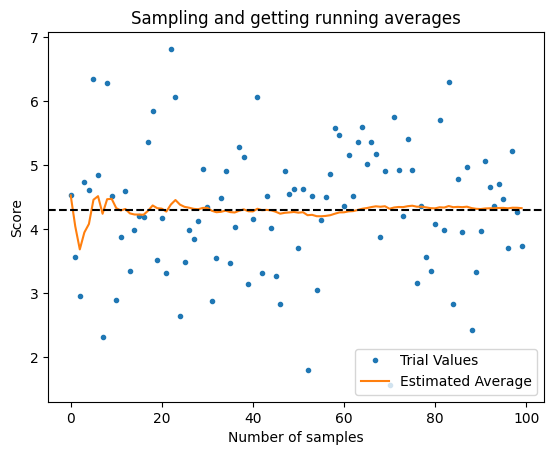 Sampling and getting running averages
Score
7
6
5
4
3
2
0
20
40
60
80
100
Number of samples
Trial Values
Estimated Average